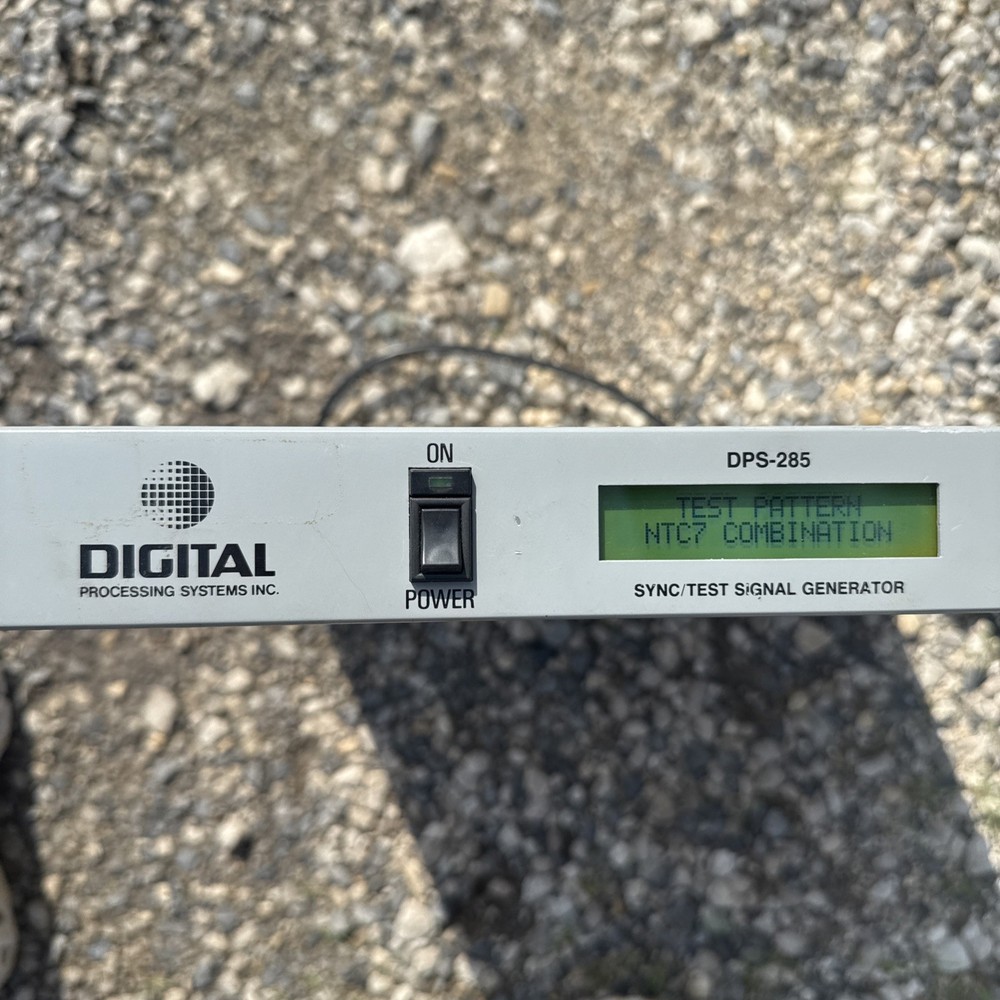 DIGITAL
PROCESSING SYSTEMS INC.
ON
POWER
DPS-285
TEST PATTERN
NTC7 COMBINATION
SYNC/TEST SIGNAL GENERATOR